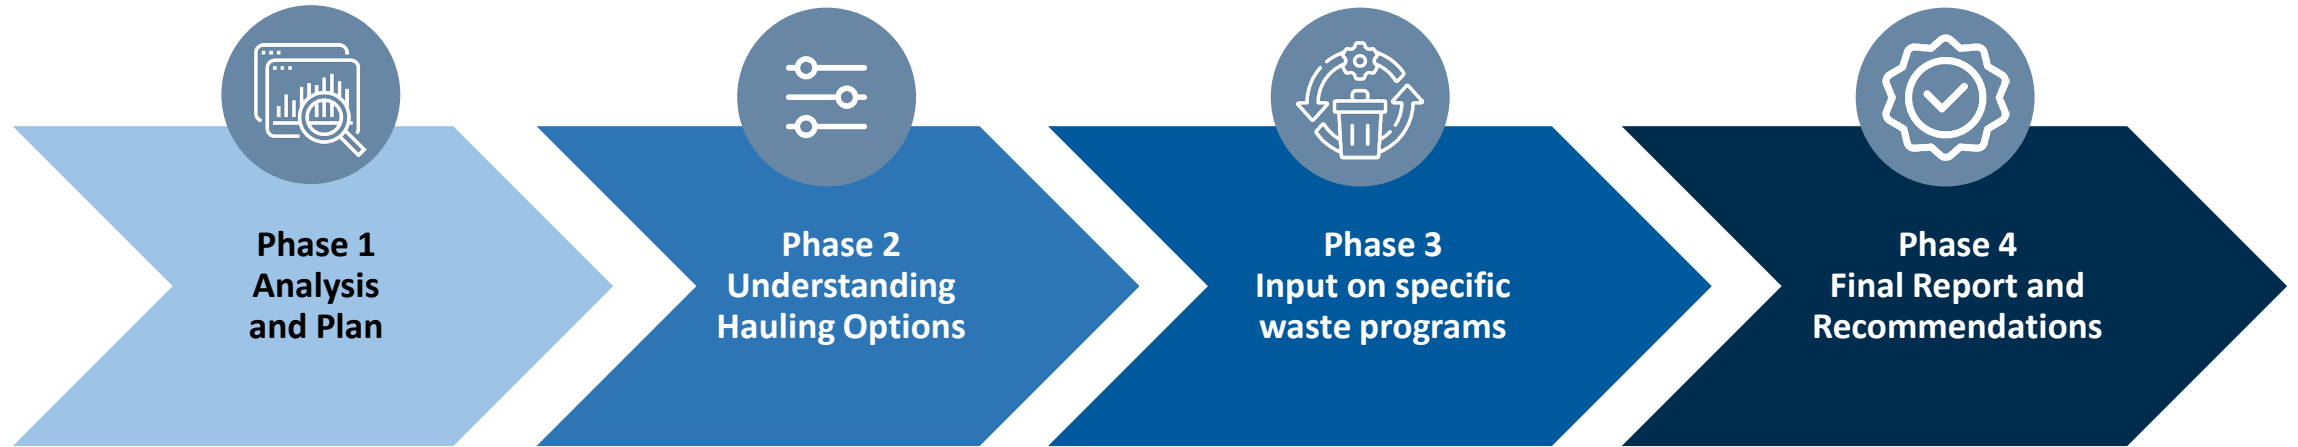 Phase 1
Analysis
and Plan
Phase 2
Understanding
Hauling Options
Phase 3
Input on specific
waste programs
Phase 4
Final Report and
Recommendations